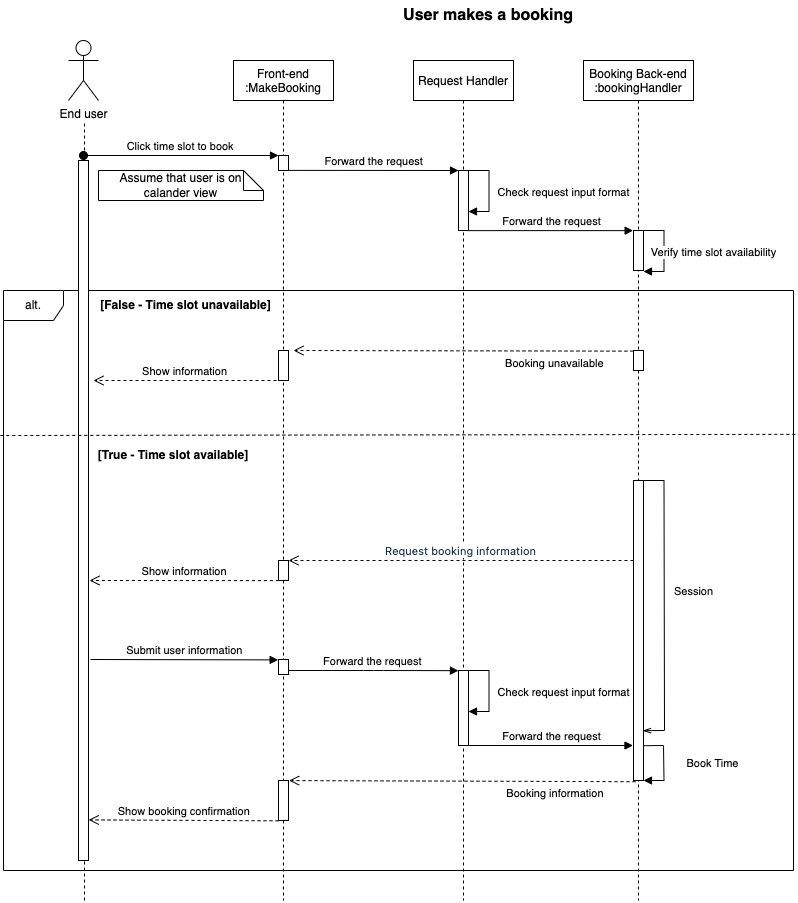 User makes a booking
Front-end
:MakeBooking
Request Handler
Booking Back-end
:bookingHandler
End user
Click time slot to book
Forward the request
Assume that user is on
calander view
Check request input format
Forward the request
Verify time slot availability
alt.
[False - Time slot unavailable]
Booking unavailable
Show information
[True - Time slot available]
Request booking information
Show information
Session
Submit user information
Forward the request
Check request input format
Forward the request
Book Time
Booking information
Show booking confirmation